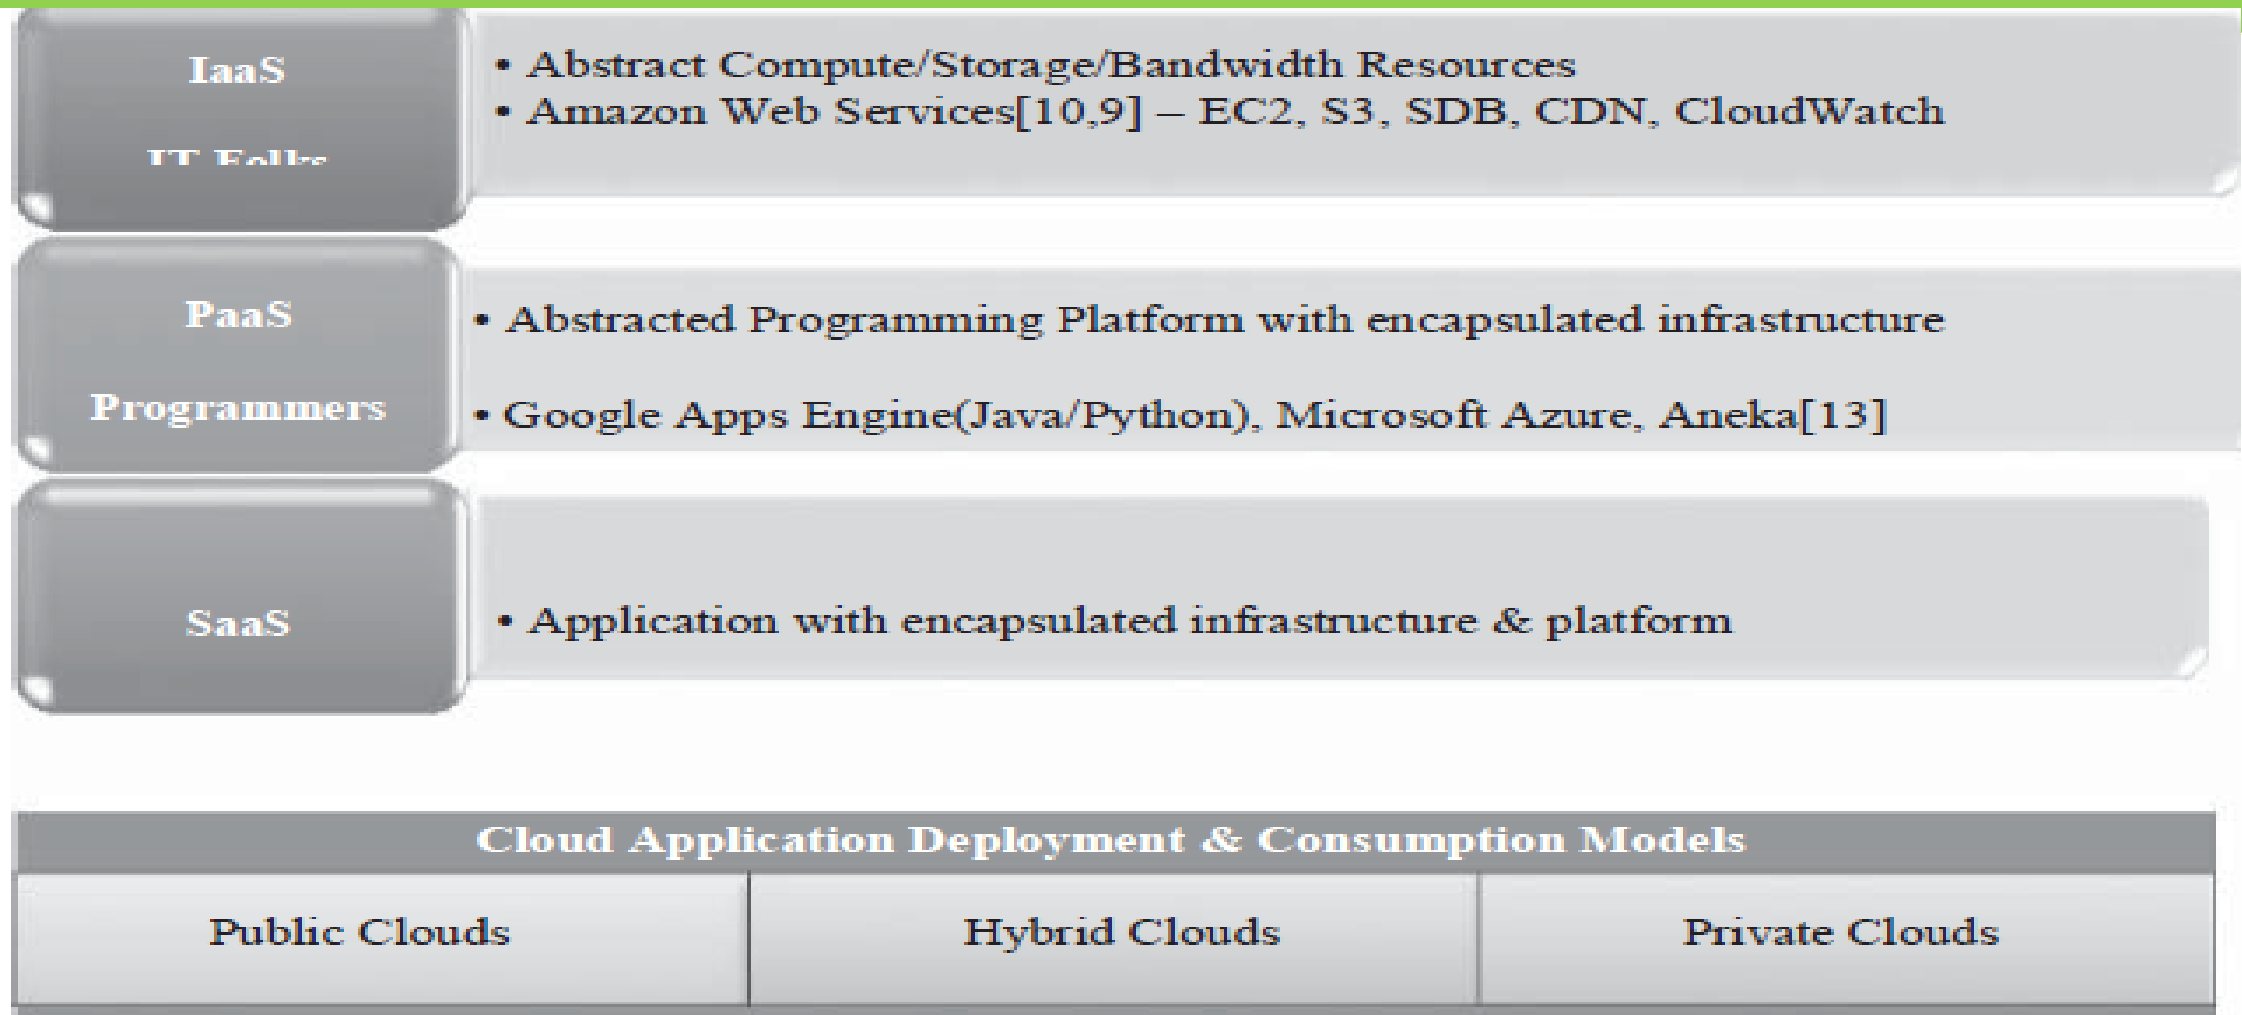 IaaS
• Abstract Compute/Storage/Bandwidth Resources
• Amazon Web Services[10,9] – EC2, S3, SDB, CDN, CloudWatch
IT Folks
PaaS
• Abstracted Programming Platform with encapsulated infrastructure
Programmers
• Google Apps Engine(Java/Python), Microsoft Azure, Aneka[13]
SaaS
• Application with encapsulated infrastructure & platform
Cloud Application Deployment & Consumption Models
Public Clouds
Hybrid Clouds
Private Clouds